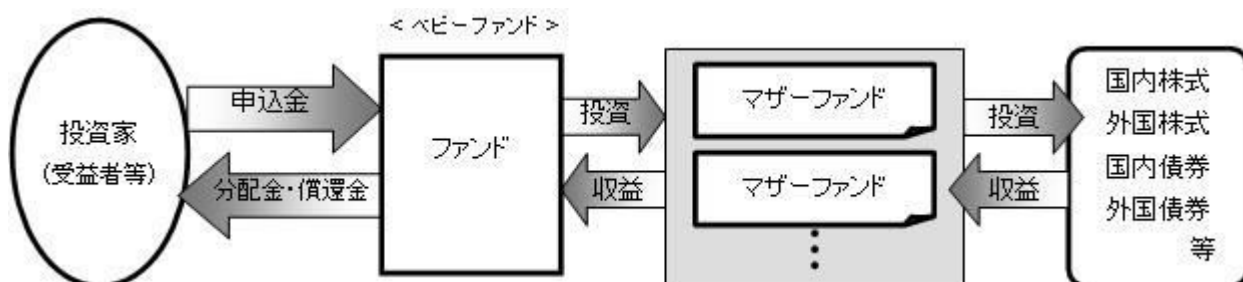 <ベビーファンド>
投資家
(受益者等)
申込金
分配金・償還金
ファンド
投資
収益
マザーファンド
マザーファンド
投資
収益
国内株式
外国株式
国内債券
外国債券
等